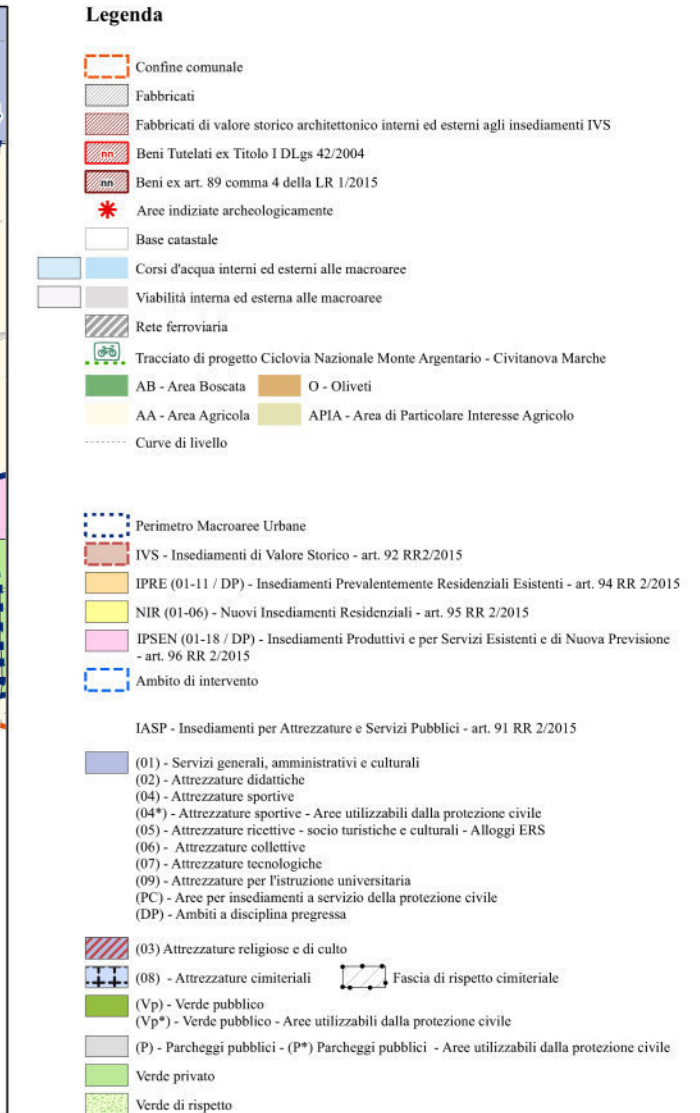 Legenda
Confine comunale
Fabbricati
Fabbricati di valore storico architettonico interni ed esterni agli insediamenti IVS
nn Beni Tutelati ex Titolo I DLgs 42/2004
nn Beni ex art. 89 comma 4 della LR 1/2015
Aree indiziate archeologicamente
Base catastale
Corsi d'acqua interni ed esterni alle macroaree
Viabilità interna ed esterna alle macroaree
Rete ferroviaria
Tracciato di progetto Ciclovia Nazionale Monte Argentario - Civitanova Marche
AB - Area Boscata O - Oliveti
AA - Area Agricola APIA - Area di Particolare Interesse Agricolo
Curve di livello
Perimetro Macroaree Urbane
IVS - Insediamenti di Valore Storico - art. 92 RR2/2015
IPRE (01-11 / DP) - Insediamenti Prevalentemente Residenziali Esistenti - art. 94 RR 2/2015
NIR (01-06) - Nuovi Insediamenti Residenziali - art. 95 RR 2/2015
IPSEN (01-18 / DP) - Insediamenti Produttivi e per Servizi Esistenti e di Nuova Previsione
- art. 96 RR 2/2015
Ambito di intervento
IASP - Insediamenti per Attrezzature e Servizi Pubblici - art. 91 RR 2/2015
(01) - Servizi generali, amministrativi e culturali
(02) - Attrezzature didattiche
(04) - Attrezzature sportive
(04*) - Attrezzature sportive - Aree utilizzabili dalla protezione civile
(05) - Attrezzature ricettive - socio turistiche e culturali - Alloggi ERS
(06) - Attrezzature collettive
(07) - Attrezzature tecnologiche
(09) - Attrezzature per l'istruzione universitaria
(PC) - Aree per insediamenti a servizio della protezione civile
(DP) - Ambiti a disciplina pregressa
(03) Attrezzature religiose e di culto
(08) - Attrezzature cimiteriali Fascia di rispetto cimiteriale
(Vp) - Verde pubblico
(Vp*) - Verde pubblico - Aree utilizzabili dalla protezione civile
(P) - Parcheggi pubblici - (P*) Parcheggi pubblici - Aree utilizzabili dalla protezione civile
Verde privato
Verde di rispetto